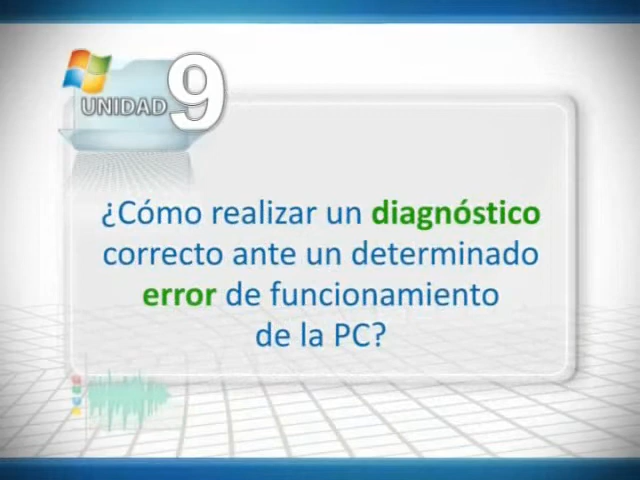 UNIDAD 9
¿Cómo realizar un diagnóstico
correcto ante un determinado
error de funcionamiento
de la PC?